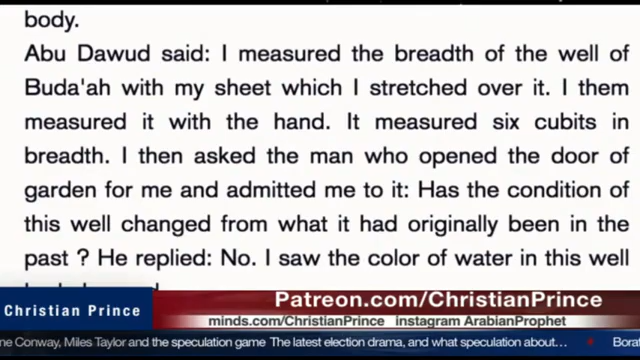 body.
Abu Dawud said: I measured the breadth of the well of
Buda'ah with my sheet which I stretched over it. I them
measured it with the hand. It measured six cubits in
breadth. I then asked the man who opened the door of
garden for me and admitted me to it: Has the condition of
this well changed from what it had originally been in the
past ? He replied: No. I saw the color of water in this well
Christian Prince
Patreon.com/ChristianPrince
minds.com/ChristianPrince instagram ArabianProphet
ne Conway, Miles Taylor and the speculation game The latest election drama, and what speculation about... Bora